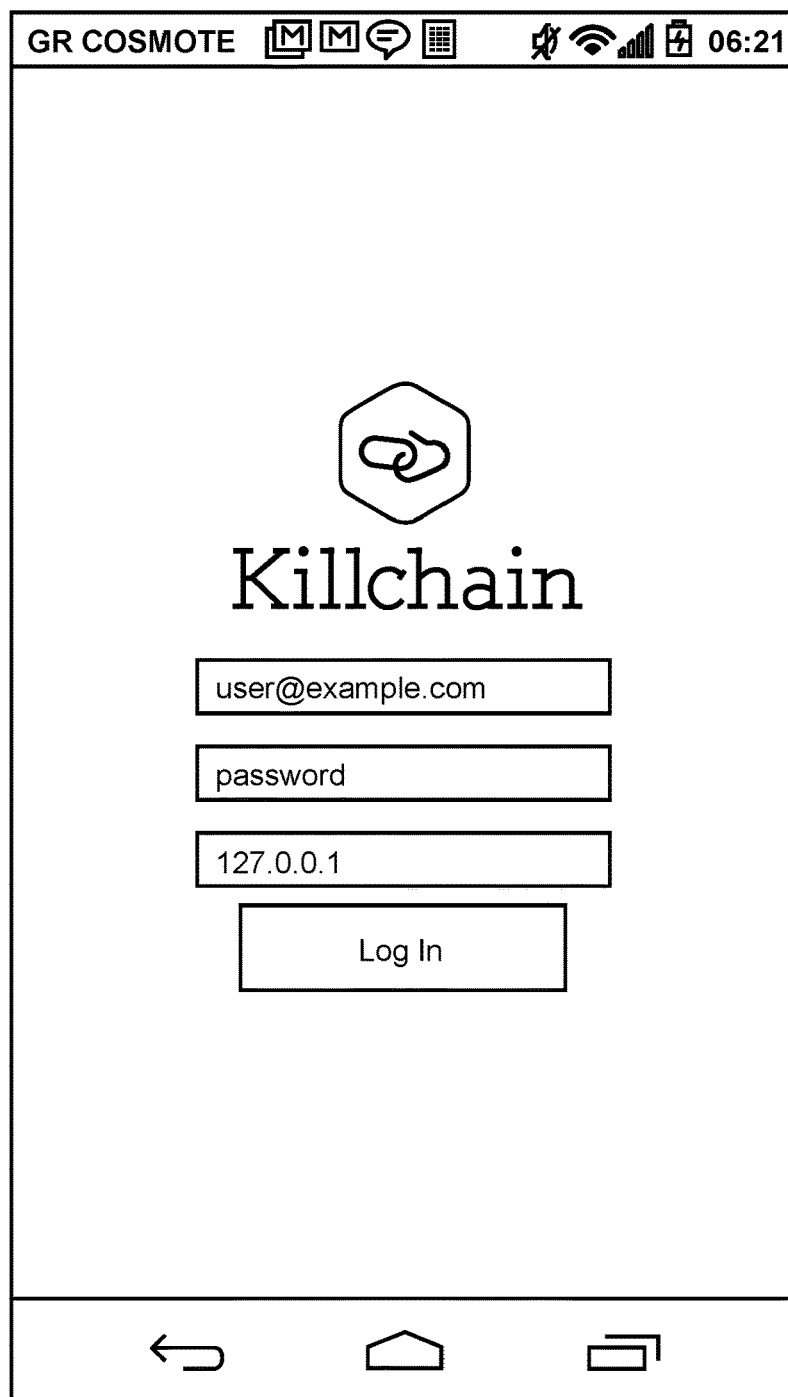 GR COSMOTE M M 06:21
Killchain
user@example.com
password
127.0.0.1
Log In